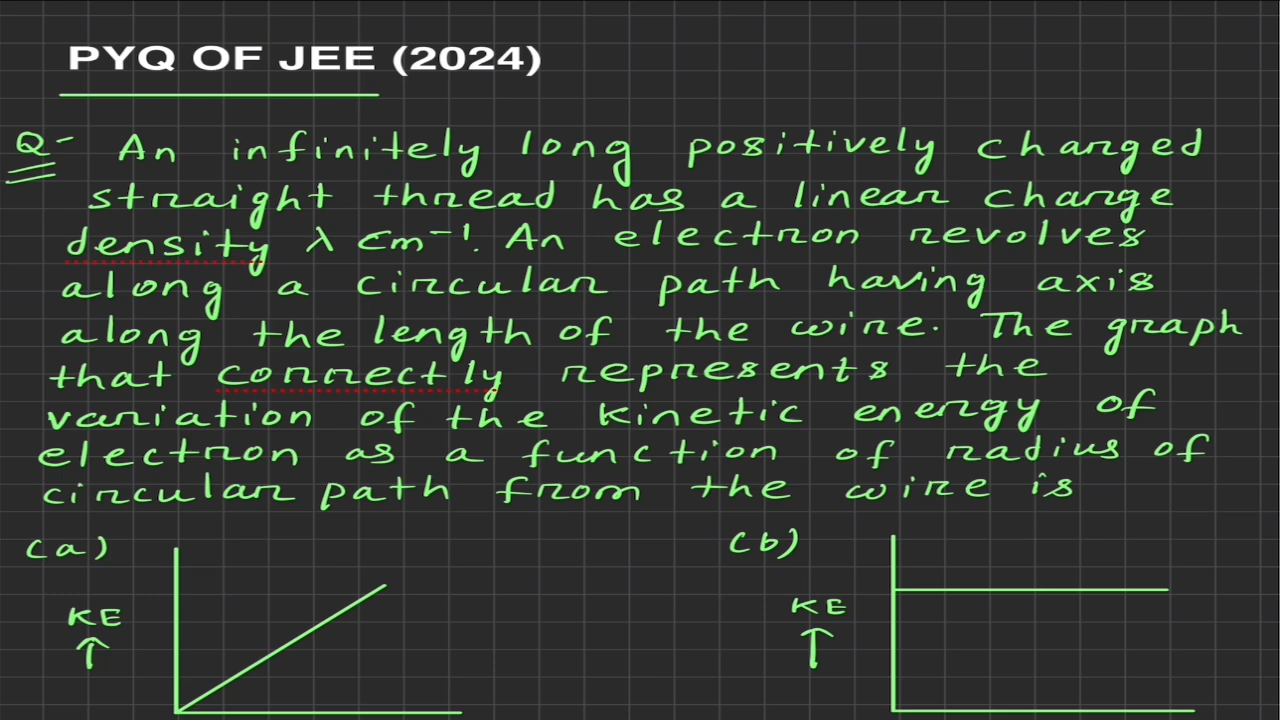 PYQ OF JEE (2024)
Q- An infinitely long positively charged
straight thread has a linear charge
density λ Cm⁻¹. An electron revolves
along a circular path having axis
along the length of the wire. The graph
that correctly represents the
variation of the kinetic energy of
electron as a function of radius of
circular path from the wire is
(a) (b)
KE KE
↑ ↑